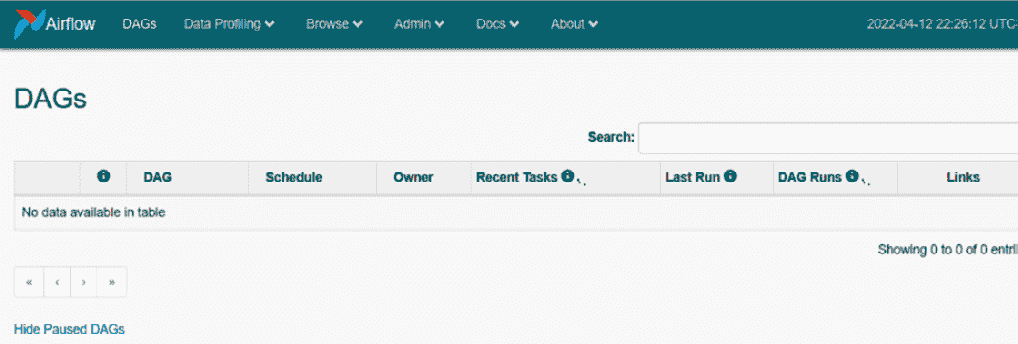 Airflow DAGs Data Profiling Browse Admin Docs About 2022-04-12 22:26:12 UTC
DAGs
Search:
DAG Schedule Owner Recent Tasks Last Run DAG Runs Links
No data available in table
Showing 0 to 0 of 0 entri
« ‹ › »
Hide Paused DAGs